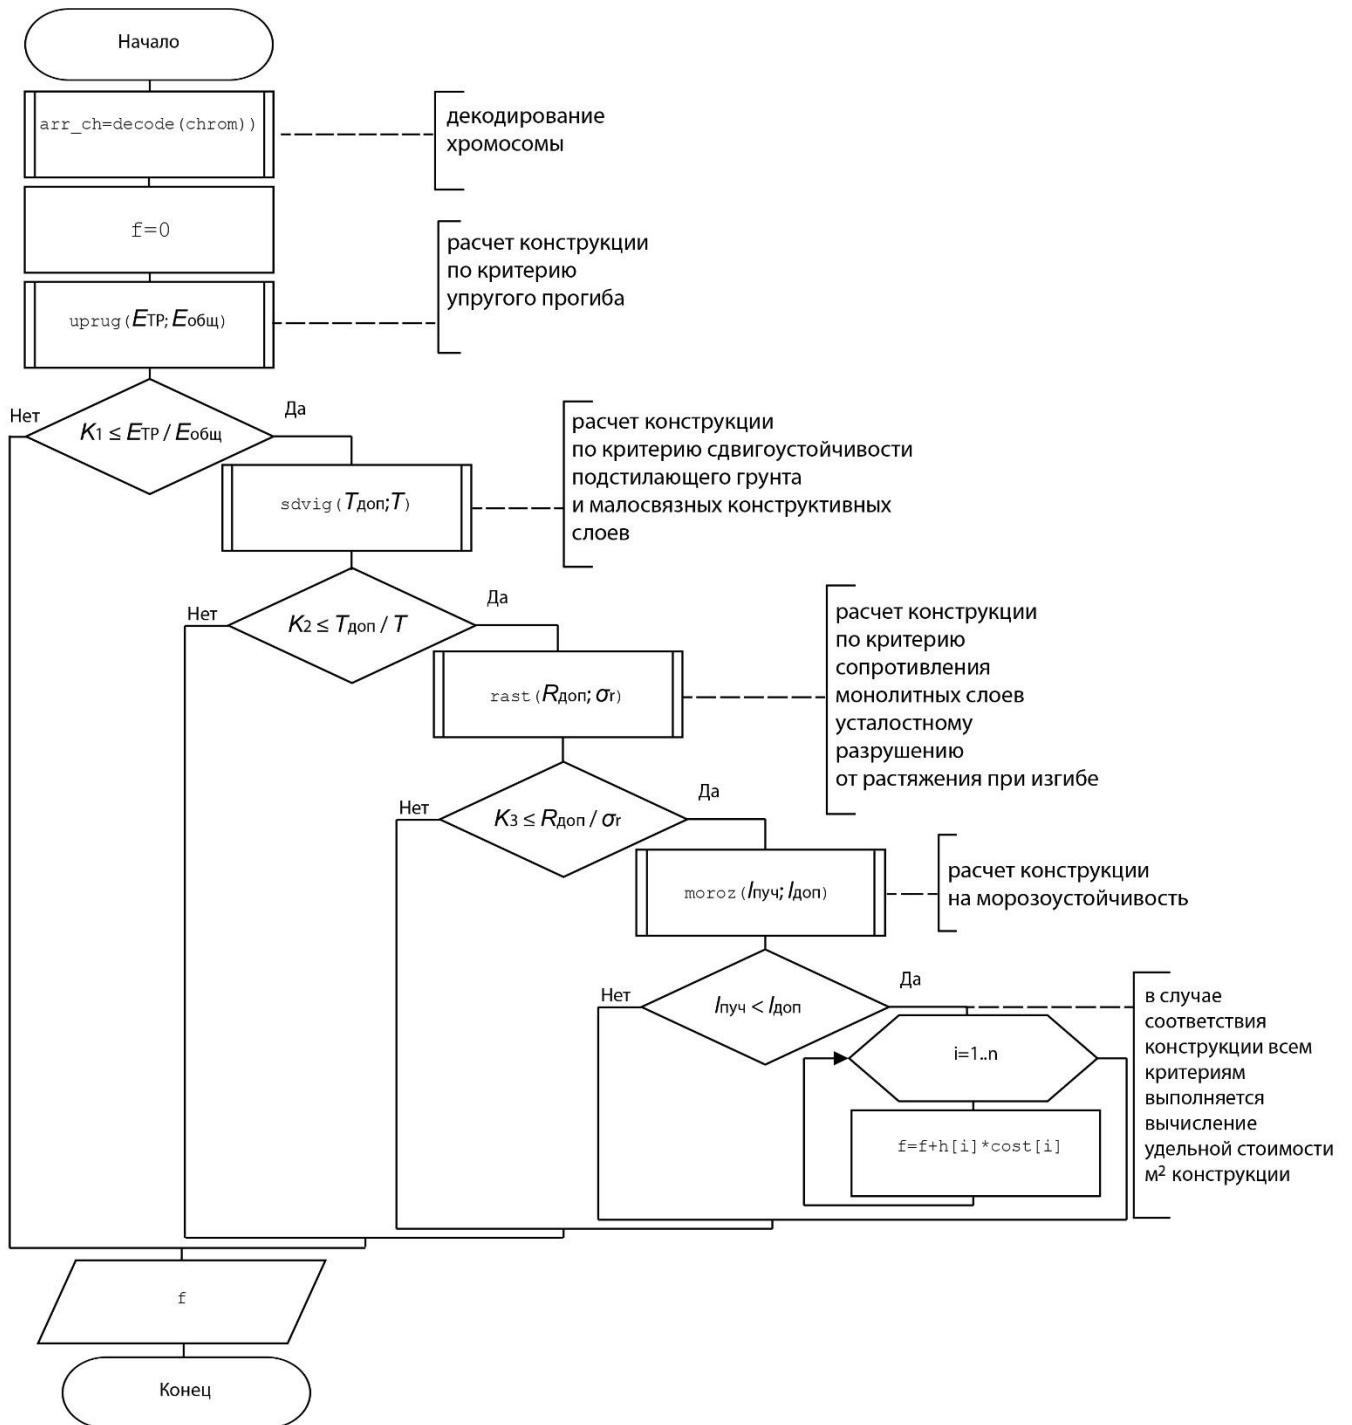 Начало
arr_ch=decode(chrom))
декодирование
хромосомы
f=0
расчет конструкции
по критерию
упругого прогиба
uprug(EТР; Eобщ)
Нет
K1 ≤ EТР / Eобщ
Да
расчет конструкции
по критерию сдвигоустойчивости
подстилающего грунта
и малосвязных конструктивных
слоев
sdvig(Tдоп;T)
Нет
K2 ≤ Tдоп / T
Да
расчет конструкции
по критерию
сопротивления
монолитных слоев
усталостному
разрушению
от растяжения при изгибе
rast(Rдоп; σr)
Нет
K3 ≤ Rдоп / σr
Да
moroz(Iпуч; Iдоп)
расчет конструкции
на морозоустойчивость
Нет
Iпуч < Iдоп
Да
в случае
соответствия
конструкции всем
критериям
выполняется
вычисление
удельной стоимости
м² конструкции
i=1..n
f=f+h[i]*cost[i]
f
Конец